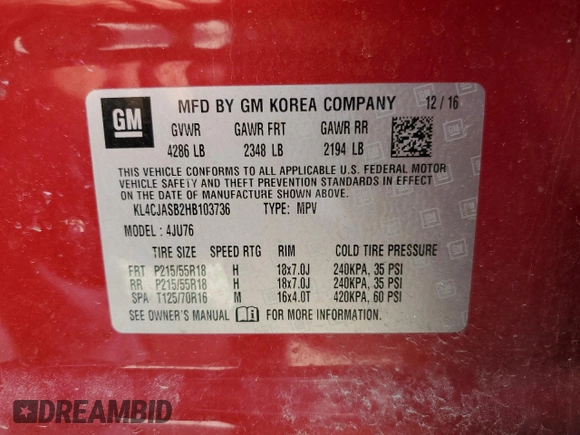 GM
MFD BY GM KOREA COMPANY 12 / 16
GVWR GAWR FRT GAWR RR
4286 LB 2348 LB 2194 LB
THIS VEHICLE CONFORMS TO ALL APPLICABLE U.S. FEDERAL MOTOR
VEHICLE SAFETY AND THEFT PREVENTION STANDARDS IN EFFECT
ON THE DATE OF MANUFACTURE SHOWN ABOVE.
KL4CJASB2HB103736 TYPE: MPV
MODEL: 4JU76
TIRE SIZE SPEED RTG RIM COLD TIRE PRESSURE
FRT P215/55R18 H 18x7.0J 240KPA, 35 PSI
RR P215/55R18 H 18x7.0J 240KPA, 35 PSI
SPA T125/70R16 M 16x4.0T 420KPA, 60 PSI
SEE OWNER'S MANUAL FOR MORE INFORMATION.
DREAMBID